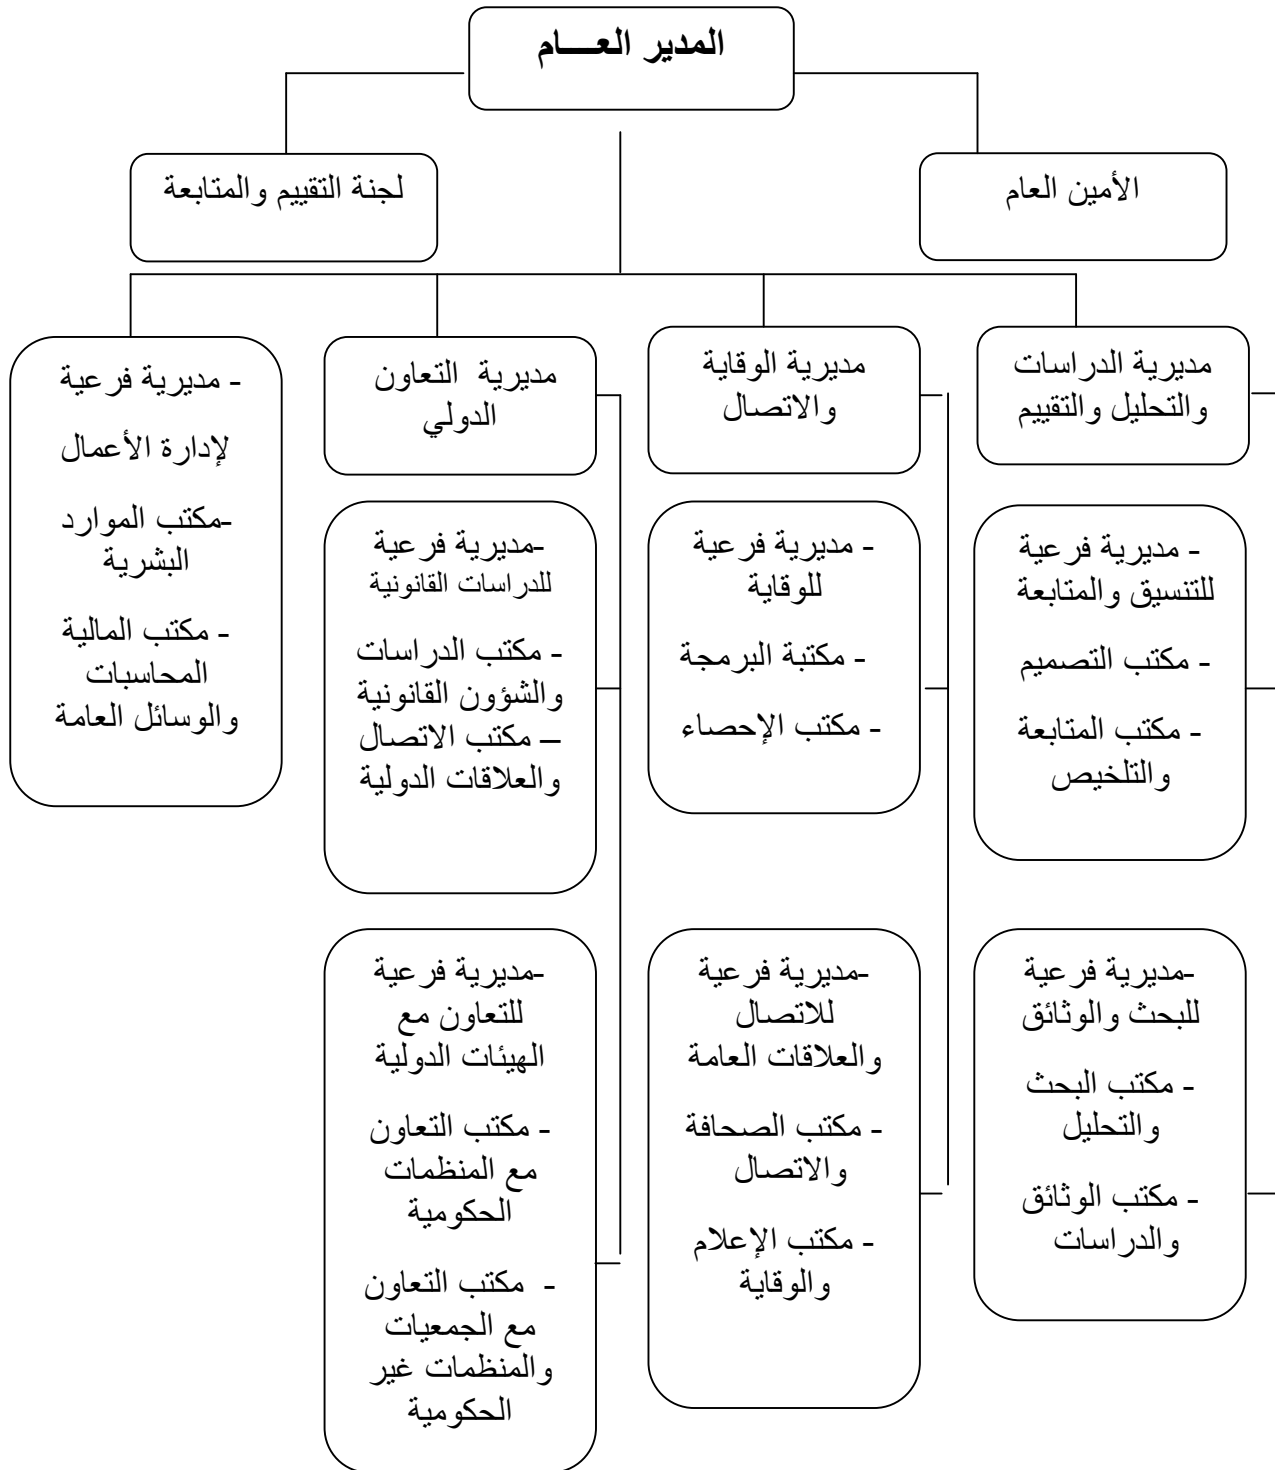 المدير العـــام
الأمين العام
لجنة التقييم والمتابعة
مديرية الدراسات
والتحليل والتقييم
مديرية الوقاية
والاتصال
مديرية التعاون
الدولي
- مديرية فرعية
لإدارة الأعمال
-مكتب الموارد
البشرية
- مكتب المالية
المحاسبات
والوسائل العامة
- مديرية فرعية
للتنسيق والمتابعة
- مكتب التصميم
- مكتب المتابعة
والتلخيص
- مديرية فرعية
للوقاية
- مكتبة البرمجة
- مكتب الإحصاء
-مديرية فرعية
للدراسات القانونية
- مكتب الدراسات
والشؤون القانونية
– مكتب الاتصال
والعلاقات الدولية
-مديرية فرعية
للبحث والوثائق
- مكتب البحث
والتحليل
- مكتب الوثائق
والدراسات
-مديرية فرعية
للاتصال
والعلاقات العامة
- مكتب الصحافة
والاتصال
- مكتب الإعلام
والوقاية
-مديرية فرعية
للتعاون مع
الهيئات الدولية
- مكتب التعاون
مع المنظمات
الحكومية
- مكتب التعاون
مع الجمعيات
والمنظمات غير
الحكومية